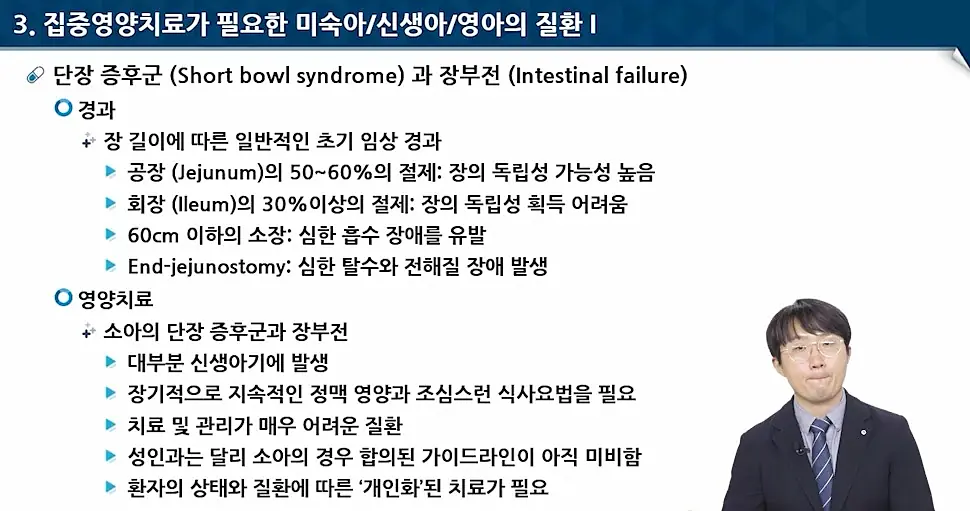 3. 집중영양치료가 필요한 미숙아/신생아/영아의 질환 I
단장 증후군 (Short bowl syndrome) 과 장부전 (Intestinal failure)
경과
장 길이에 따른 일반적인 초기 임상 경과
공장 (Jejunum)의 50~60%의 절제: 장의 독립성 가능성 높음
회장 (Ileum)의 30%이상의 절제: 장의 독립성 획득 어려움
60cm 이하의 소장: 심한 흡수 장애를 유발
End-jejunostomy: 심한 탈수와 전해질 장애 발생
영양치료
소아의 단장 증후군과 장부전
대부분 신생아기에 발생
장기적으로 지속적인 정맥 영양과 조심스런 식사요법을 필요
치료 및 관리가 매우 어려운 질환
성인과는 달리 소아의 경우 합의된 가이드라인이 아직 미비함
환자의 상태와 질환에 따른 ‘개인화’된 치료가 필요